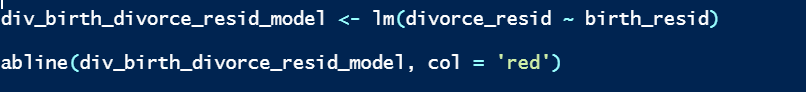 div_birth_divorce_resid_model <- lm(divorce_resid ~ birth_resid)
abline(div_birth_divorce_resid_model, col = 'red')